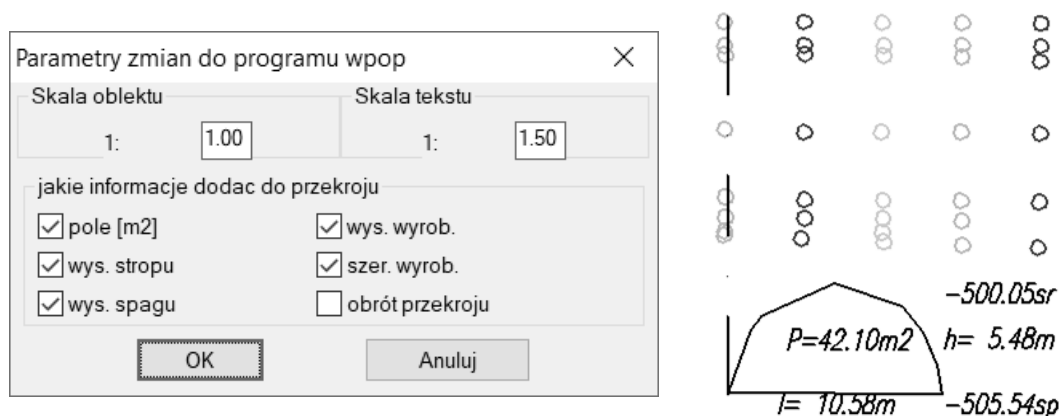 Parametry zmian do programu wpop
Skala oblektu
Skala tekstu
1: 1.00
1: 1.50
jakie informacje dodac do przekroju
pole [m2]
wys. wyrob.
wys. stropu
szer. wyrob.
wys. spagu
obrót przekroju
OK
Anuluj
-500.05sr
P=42.10m2
h= 5.48m
l= 10.58m
-505.54sp